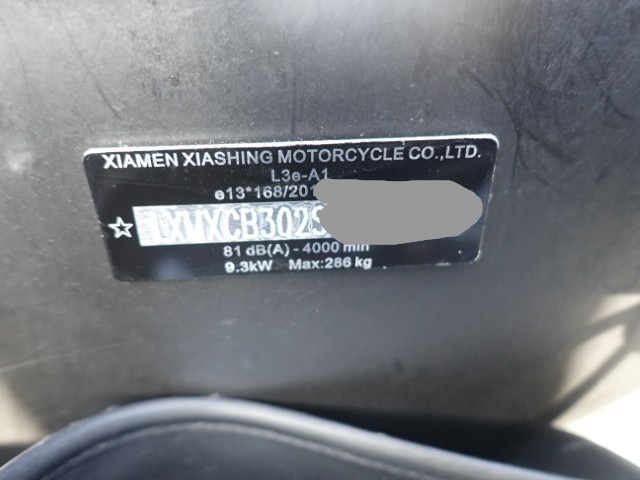 XIAMEN XIASHING MOTORCYCLE CO.,LTD.
L3e-A1
e13*168/201
☆ LXMXCB302S
81 dB(A) - 4000 min
9.3kW Max:286 kg